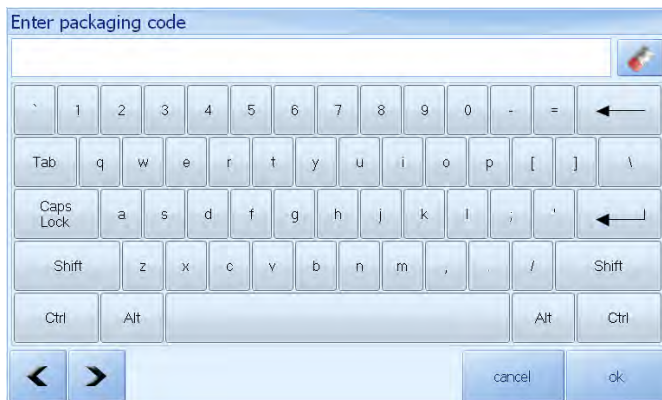 Enter packaging code
` 1 2 3 4 5 6 7 8 9 0 - =
Tab q w e r t y u i o p [ ] \
Caps Lock a s d f g h j k l ; '
Shift z x c v b n m , . / Shift
Ctrl Alt Alt Ctrl
cancel ok